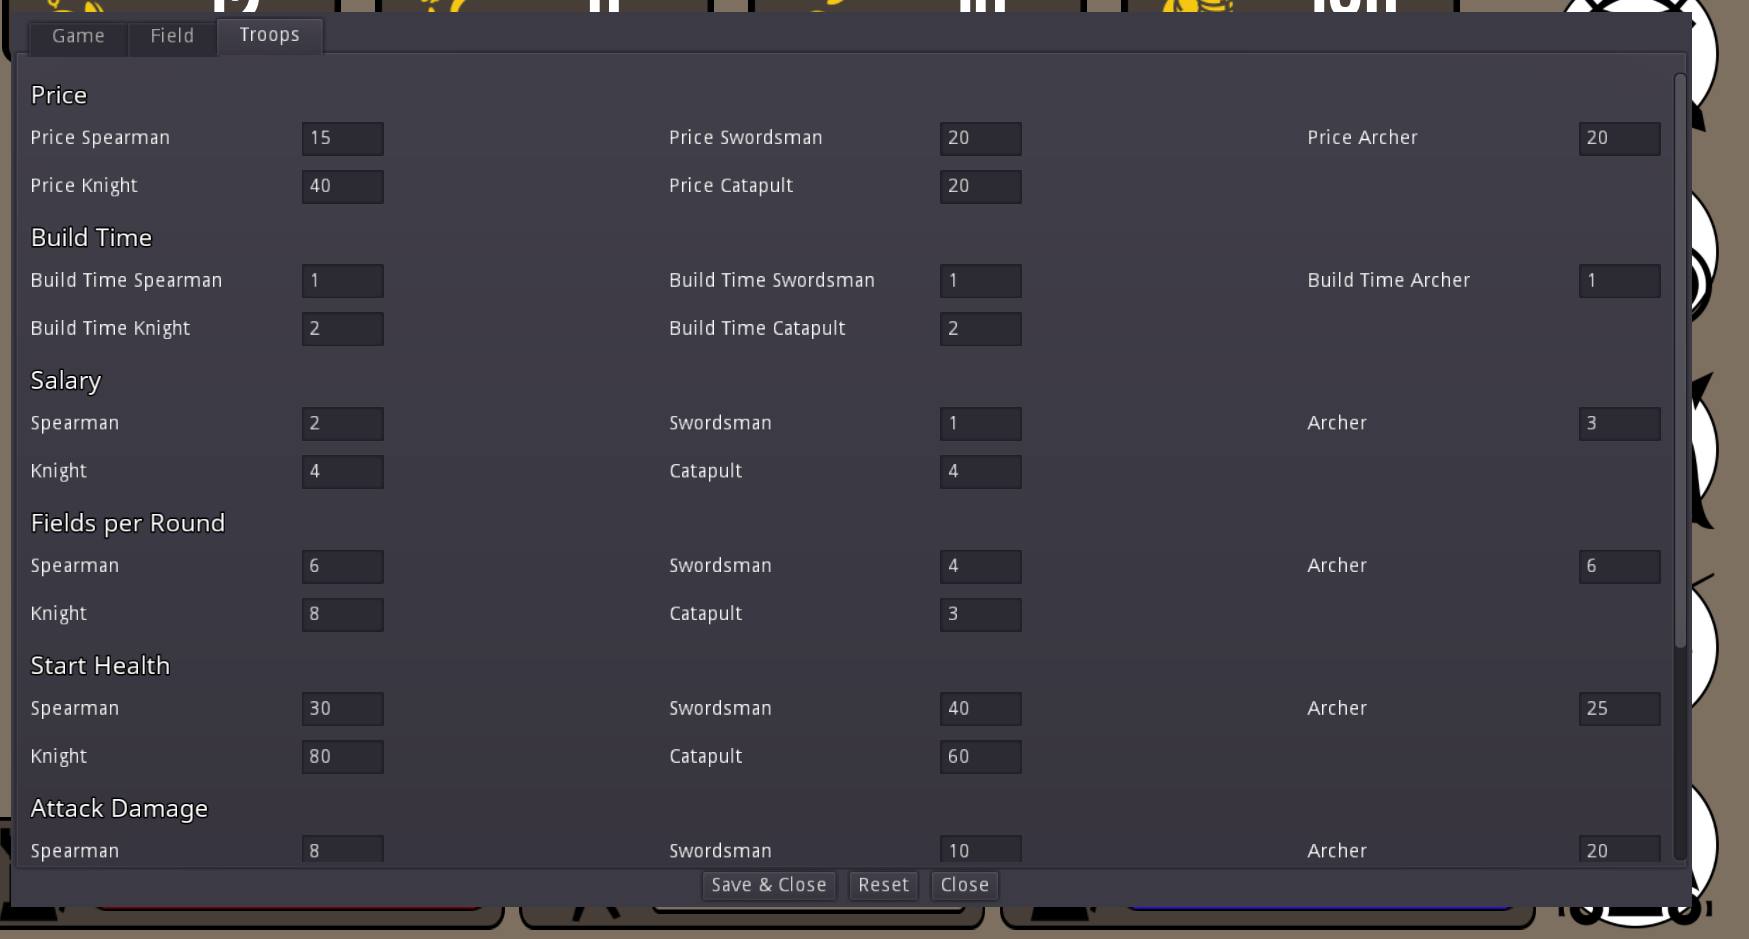 Game Field Troops
Price
Price Spearman 15 Price Swordsman 20 Price Archer 20
Price Knight 40 Price Catapult 20
Build Time
Build Time Spearman 1 Build Time Swordsman 1 Build Time Archer 1
Build Time Knight 2 Build Time Catapult 2
Salary
Spearman 2 Swordsman 1 Archer 3
Knight 4 Catapult 4
Fields per Round
Spearman 6 Swordsman 4 Archer 6
Knight 8 Catapult 3
Start Health
Spearman 30 Swordsman 40 Archer 25
Knight 80 Catapult 60
Attack Damage
Spearman 8 Swordsman 10 Archer 20
Save & Close Reset Close